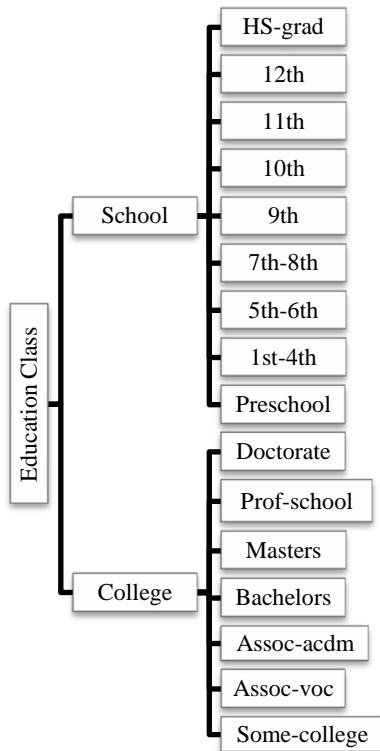 Education Class
School
HS-grad
12th
11th
10th
9th
7th-8th
5th-6th
1st-4th
Preschool
College
Doctorate
Prof-school
Masters
Bachelors
Assoc-acdm
Assoc-voc
Some-college